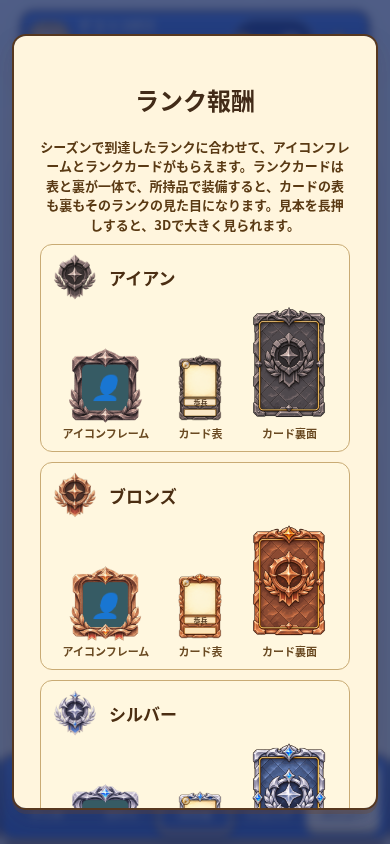 ランク報酬
シーズンで到達したランクに合わせて、アイコンフレ
ームとランクカードがもらえます。ランクカードは
表と裏が一体で、所持品で装備すると、カードの表
も裏もそのランクの見た目になります。見本を長押
しすると、3Dで大きく見られます。
アイアン
歩兵
アイコンフレーム
カード表
カード裏面
ブロンズ
歩兵
アイコンフレーム
カード表
カード裏面
シルバー